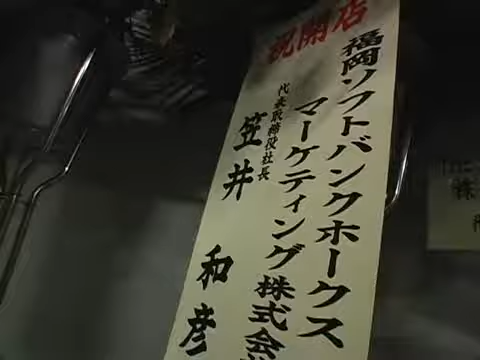 祝開店
福岡ソフトバンクホークス
マーケティング株式会
代表取締役社長
笠井和彦